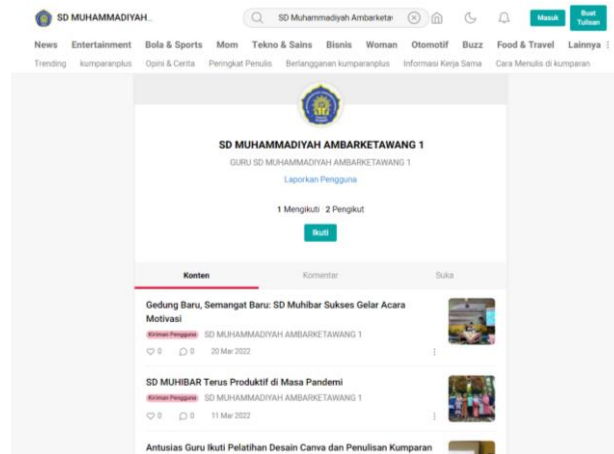 SD MUHAMMADIYAH...
SD Muhammadiyah Ambarketa
Masuk
Buat Tulisan
News Entertainment Bola & Sports Mom Tekno & Sains Bisnis Woman Otomotif Buzz Food & Travel Lainnya
Trending kumparanplus Opini & Cerita Peringkat Penulis Berlangganan kumparanplus Informasi Kerja Sama Cara Menulis di kumparan
SD MUHAMMADIYAH AMBARKETAWANG 1
GURU SD MUHAMMADIYAH AMBARKETAWANG 1
Laporkan Pengguna
1 Mengikuti 2 Pengikut
Ikuti
Konten Komentar Suka
Gedung Baru, Semangat Baru: SD Muhibar Sukses Gelar Acara
Motivasi
Kiriman Pengguna SD MUHAMMADIYAH AMBARKETAWANG 1
0 0 20 Mar 2022
SD MUHIBAR Terus Produktif di Masa Pandemi
Kiriman Pengguna SD MUHAMMADIYAH AMBARKETAWANG 1
0 0 11 Mar 2022
Antusias Guru Ikuti Pelatihan Desain Canva dan Penulisan Kumparan